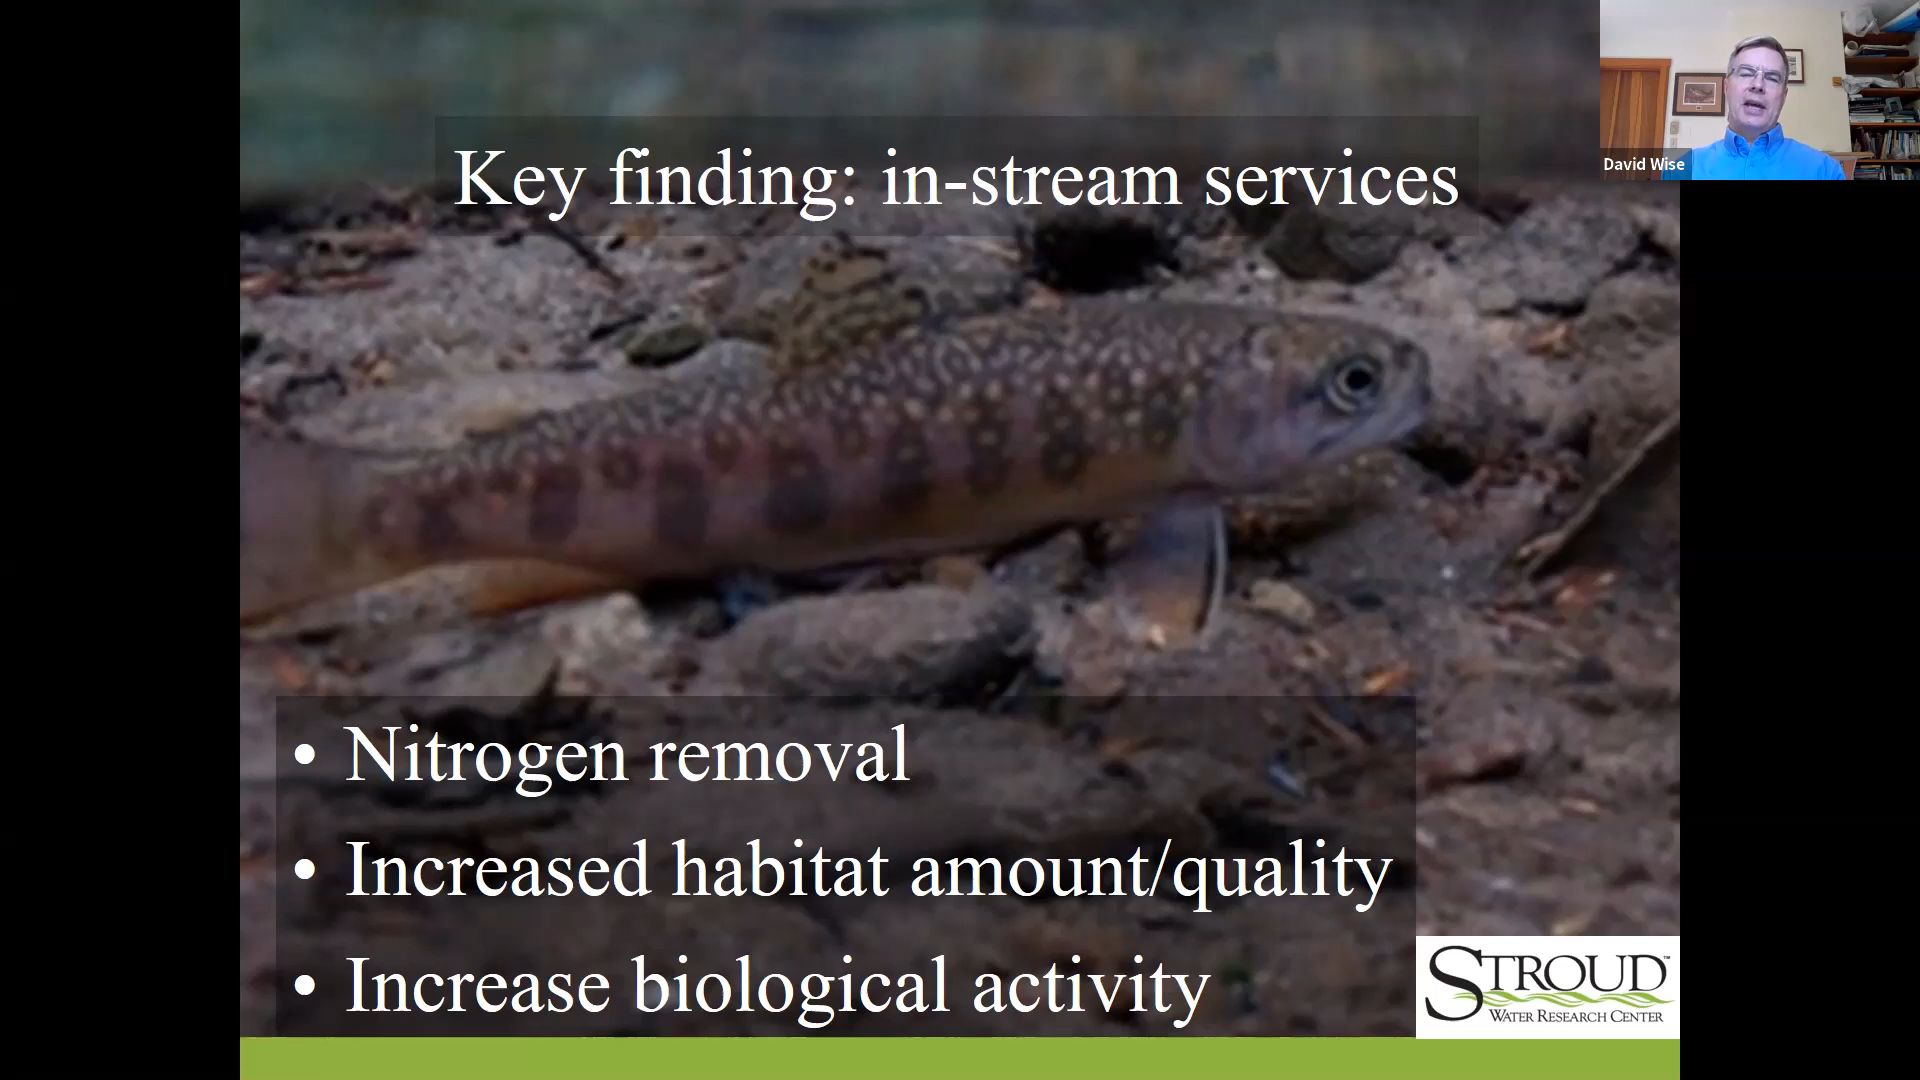 Key finding: in-stream services
David Wise
• Nitrogen removal
• Increased habitat amount/quality
• Increase biological activity
STROUD™
WATER RESEARCH CENTER